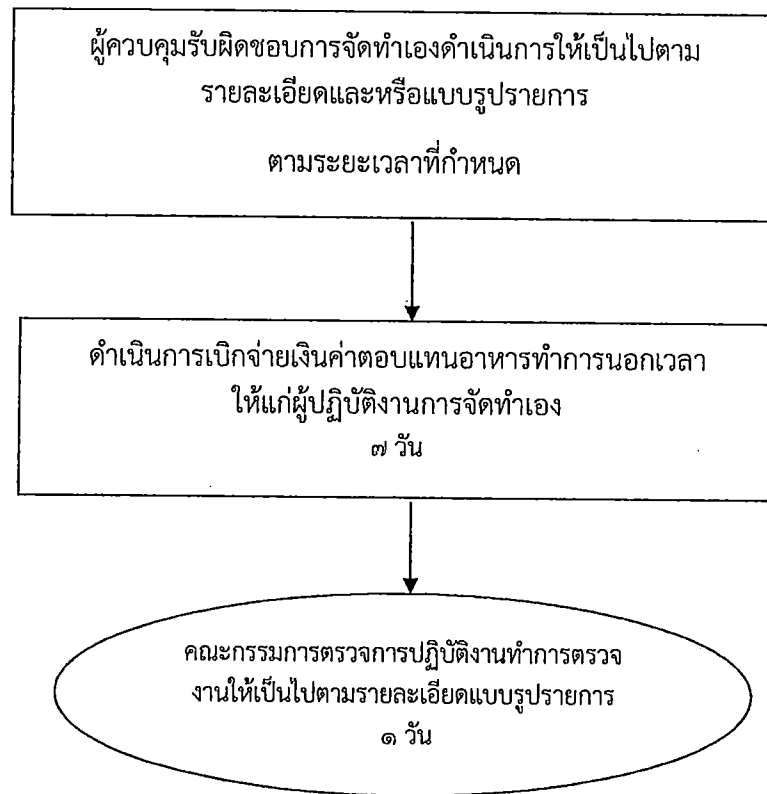 ผู้ควบคุมรับผิดชอบการจัดทำเองดำเนินการให้เป็นไปตาม
รายละเอียดและหรือแบบรูปรายการ
ตามระยะเวลาที่กำหนด
ดำเนินการเบิกจ่ายเงินค่าตอบแทนอาหารทำการนอกเวลา
ให้แก่ผู้ปฏิบัติงานการจัดทำเอง
๗ วัน
คณะกรรมการตรวจการปฏิบัติงานทำการตรวจ
งานให้เป็นไปตามรายละเอียดแบบรูปรายการ
๑ วัน